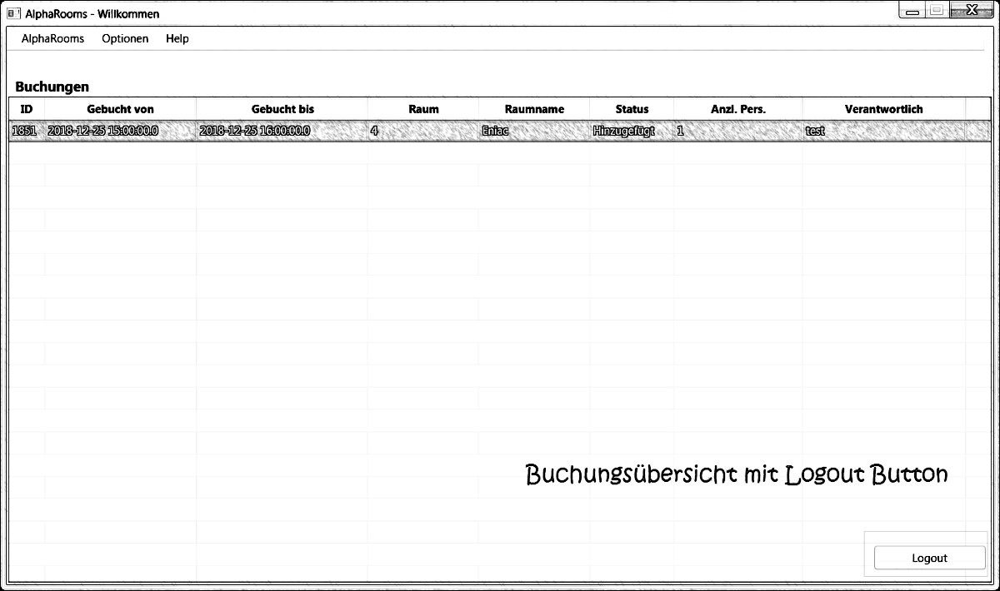 AlphaRooms - Willkommen
AlphaRooms Optionen Help
Buchungen
ID Gebucht von Gebucht bis Raum Raumname Status Anzl. Pers. Verantwortlich
1851 2018-12-25 15:00:00.0 2018-12-25 16:00:00.0 4 Eniac Hinzugefügt 1 test
Buchungsübersicht mit Logout Button
Logout